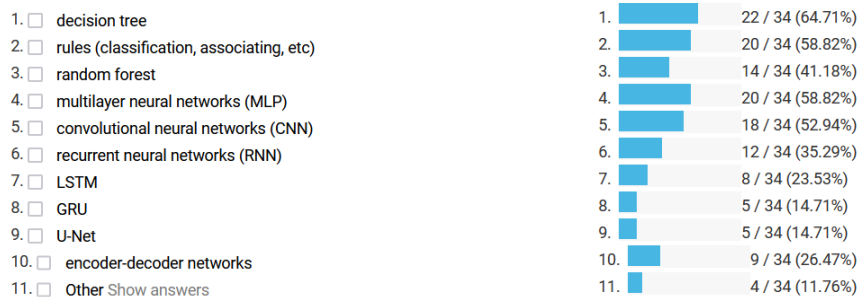 1. decision tree 1. 22 / 34 (64.71%)
2. rules (classification, associating, etc) 2. 20 / 34 (58.82%)
3. random forest 3. 14 / 34 (41.18%)
4. multilayer neural networks (MLP) 4. 20 / 34 (58.82%)
5. convolutional neural networks (CNN) 5. 18 / 34 (52.94%)
6. recurrent neural networks (RNN) 6. 12 / 34 (35.29%)
7. LSTM 7. 8 / 34 (23.53%)
8. GRU 8. 5 / 34 (14.71%)
9. U-Net 9. 5 / 34 (14.71%)
10. encoder-decoder networks 10. 9 / 34 (26.47%)
11. Other Show answers 11. 4 / 34 (11.76%)